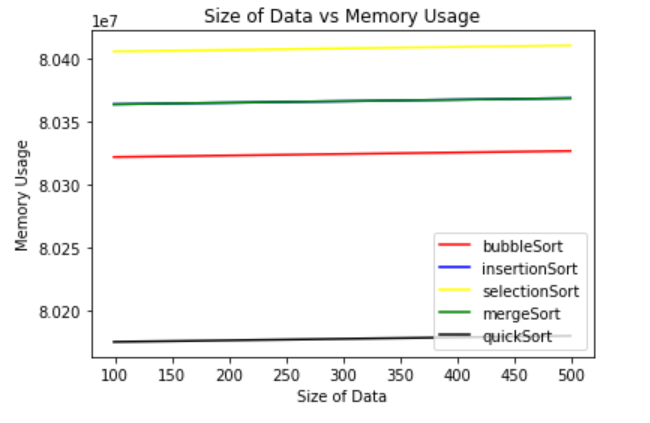 Size of Data vs Memory Usage
1e7
8.040
8.035
8.030
8.025
8.020
Memory Usage
bubbleSort
insertionSort
selectionSort
mergeSort
quickSort
100 150 200 250 300 350 400 450 500
Size of Data